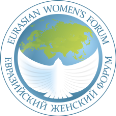 EURASIAN WOMEN'S FORUM
ЕВРАЗИЙСКИЙ ЖЕНСКИЙ ФОРУМ